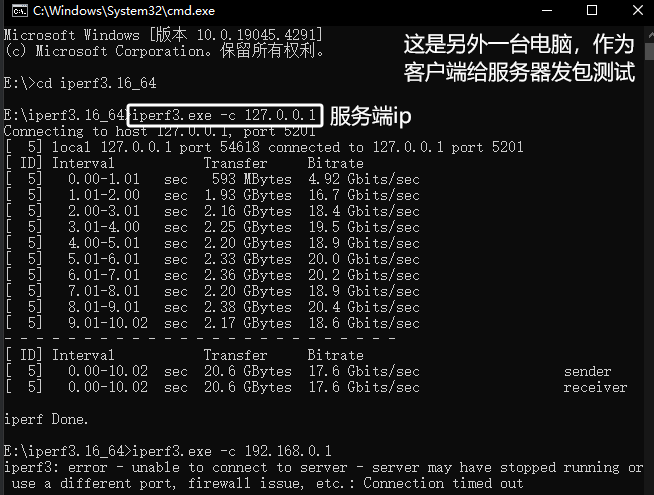 C:\Windows\System32\cmd.exe
Microsoft Windows [版本 10.0.19045.4291]
(c) Microsoft Corporation。保留所有权利。
这是另外一台电脑，作为
客户端给服务器发包测试
E:\>cd iperf3.16_64
E:\iperf3.16_64>iperf3.exe -c 127.0.0.1
服务端ip
Connecting to host 127.0.0.1, port 5201
[  5] local 127.0.0.1 port 54618 connected to 127.0.0.1 port 5201
[ ID] Interval           Transfer     Bitrate
[  5]   0.00-1.01   sec   593 MBytes  4.92 Gbits/sec
[  5]   1.01-2.00   sec  1.93 GBytes  16.7 Gbits/sec
[  5]   2.00-3.01   sec  2.16 GBytes  18.4 Gbits/sec
[  5]   3.01-4.00   sec  2.25 GBytes  19.5 Gbits/sec
[  5]   4.00-5.01   sec  2.20 GBytes  18.9 Gbits/sec
[  5]   5.01-6.01   sec  2.33 GBytes  20.0 Gbits/sec
[  5]   6.01-7.01   sec  2.36 GBytes  20.2 Gbits/sec
[  5]   7.01-8.01   sec  2.20 GBytes  18.9 Gbits/sec
[  5]   8.01-9.01   sec  2.38 GBytes  20.4 Gbits/sec
[  5]   9.01-10.02  sec  2.17 GBytes  18.6 Gbits/sec
- - - - - - - - - - - - - - - - - - - - - - - - -
[ ID] Interval           Transfer     Bitrate
[  5]   0.00-10.02  sec  20.6 GBytes  17.6 Gbits/sec                  sender
[  5]   0.00-10.02  sec  20.6 GBytes  17.6 Gbits/sec                  receiver
iperf Done.
E:\iperf3.16_64>iperf3.exe -c 192.168.0.1
iperf3: error - unable to connect to server - server may have stopped running or
use a different port, firewall issue, etc.: Connection timed out